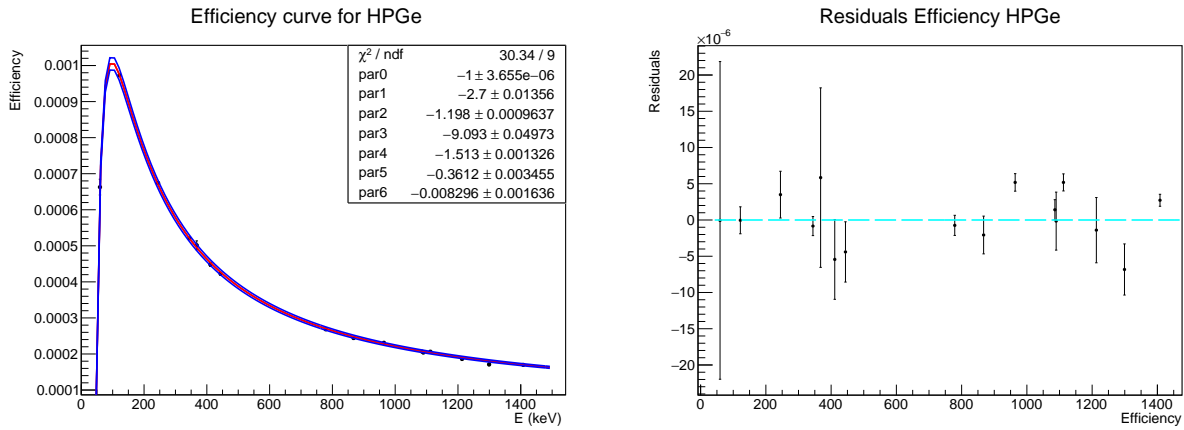 Efficiency curve for HPGe
Efficiency
0.001
0.0009
0.0008
0.0007
0.0006
0.0005
0.0004
0.0003
0.0002
0.0001
0 200 400 600 800 1000 1200 1400
E (keV)
χ² / ndf 30.34 / 9
par0 −1 ± 3.655e−06
par1 −2.7 ± 0.01356
par2 −1.198 ± 0.0009637
par3 −9.093 ± 0.04973
par4 −1.513 ± 0.001326
par5 −0.3612 ± 0.003455
par6 −0.008296 ± 0.001636
Residuals Efficiency HPGe
×10⁻⁶
Residuals
20
15
10
5
0
−5
−10
−15
−20
0 200 400 600 800 1000 1200 1400
Efficiency